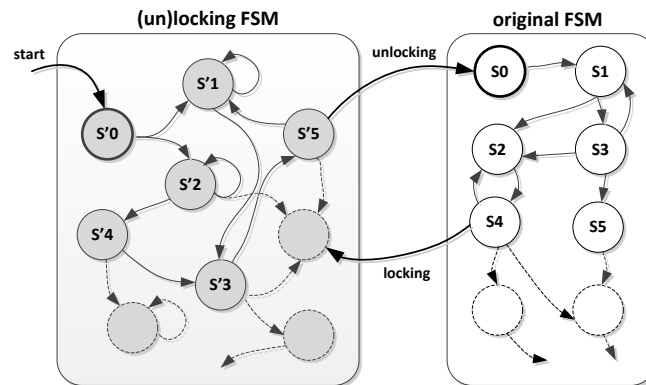 (un)locking FSM
original FSM
start
unlocking
S'1
S0
S1
S'0
S'5
S2
S3
S'2
S'4
S4
S5
S'3
locking